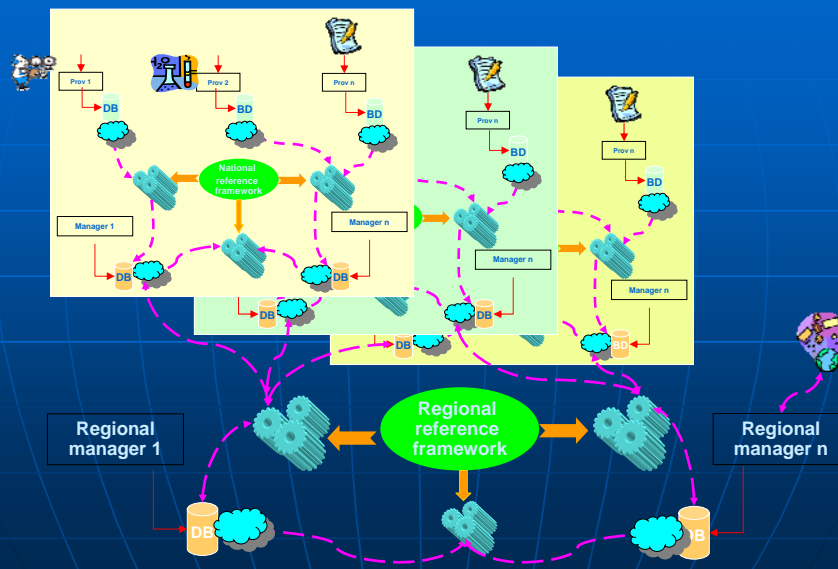 Prov 1
Prov 2
Prov n
DB
BD
BD
National
reference
framework
Manager 1
Manager n
DB
DB
Prov n
BD
Manager n
DB
DB
Prov n
BD
Manager n
DB
BD
Regional
reference
framework
Regional
manager 1
Regional
manager n
DB